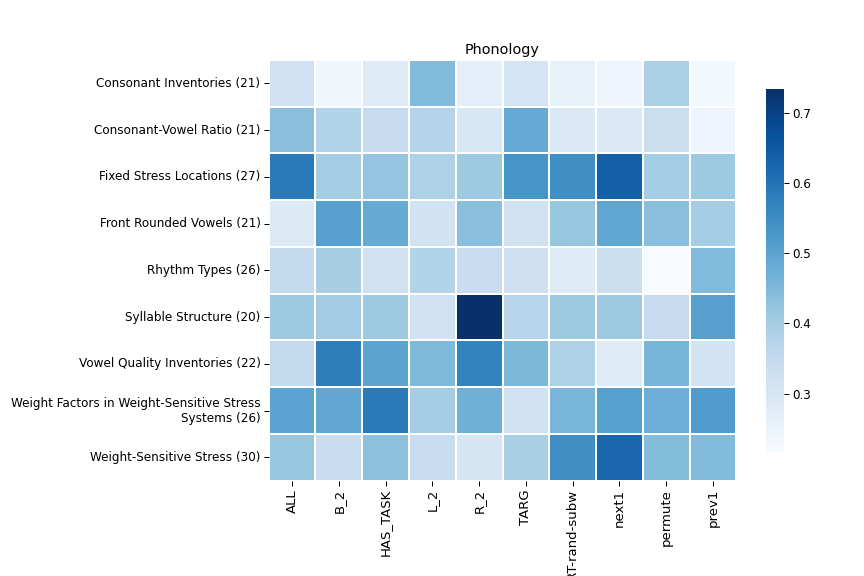 Phonology
Consonant Inventories (21)
Consonant-Vowel Ratio (21)
Fixed Stress Locations (27)
Front Rounded Vowels (21)
Rhythm Types (26)
Syllable Structure (20)
Vowel Quality Inventories (22)
Weight Factors in Weight-Sensitive Stress
Systems (26)
Weight-Sensitive Stress (30)
ALL
B_2
HAS_TASK
L_2
R_2
TARG
RT-rand-subw
next1
permute
prev1
0.7
0.6
0.5
0.4
0.3